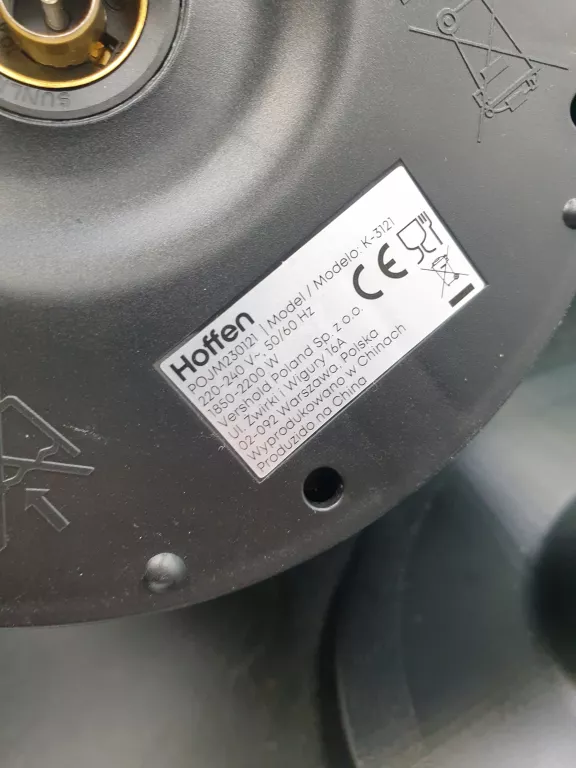 SUNLI
Hoffen
POJM230121 | Model / Modelo: K-3121
220-240 V~, 50/60 Hz
1850-2200 W
Vershold Poland Sp. z o.o.
Ul. Żwirki i Wigury 16A
02-092 Warszawa, Polska
Wyprodukowano w Chinach
Produzido na China
CE